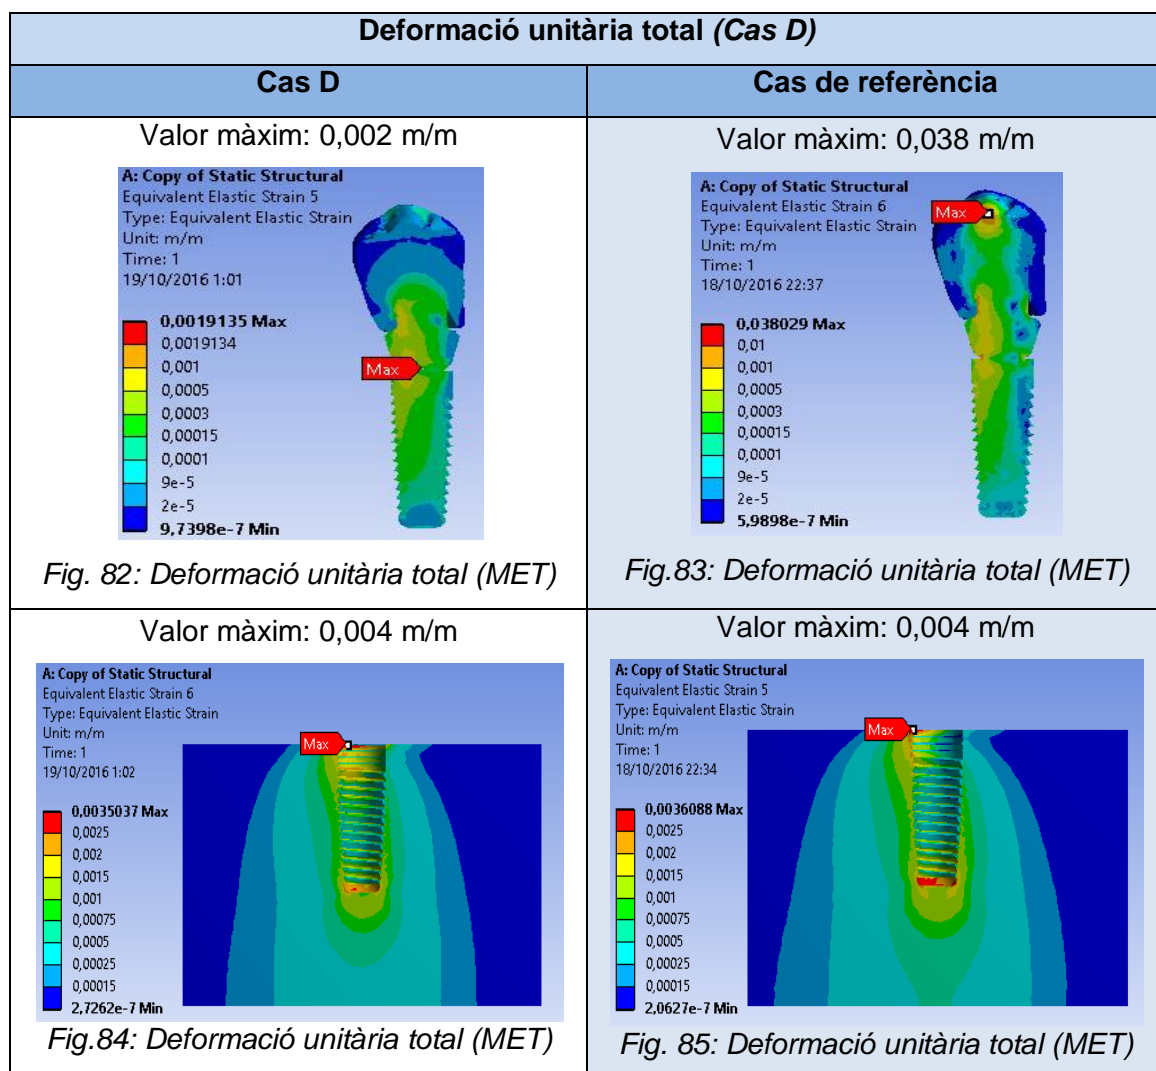 Deformació unitària total (Cas D)
Cas D
Cas de referència
Valor màxim: 0,002 m/m
A: Copy of Static Structural
Equivalent Elastic Strain 5
Type: Equivalent Elastic Strain
Unit: m/m
Time: 1
19/10/2016 1:01
0,0019135 Max
0,0019134
0,001
0,0005
0,0003
0,00015
0,0001
9e-5
2e-5
9,7398e-7 Min
Max
Fig. 82: Deformació unitària total (MET)
Valor màxim: 0,038 m/m
A: Copy of Static Structural
Equivalent Elastic Strain 6
Type: Equivalent Elastic Strain
Unit: m/m
Time: 1
18/10/2016 22:37
0,038029 Max
0,01
0,001
0,0005
0,0003
0,00015
0,0001
9e-5
2e-5
5,9898e-7 Min
Max
Fig.83: Deformació unitària total (MET)
Valor màxim: 0,004 m/m
A: Copy of Static Structural
Equivalent Elastic Strain 6
Type: Equivalent Elastic Strain
Unit: m/m
Time: 1
19/10/2016 1:02
0,0035037 Max
0,0025
0,002
0,0015
0,001
0,00075
0,0005
0,00025
0,00015
2,7262e-7 Min
Max
Fig.84: Deformació unitària total (MET)
Valor màxim: 0,004 m/m
A: Copy of Static Structural
Equivalent Elastic Strain 5
Type: Equivalent Elastic Strain
Unit: m/m
Time: 1
18/10/2016 22:34
0,0036088 Max
0,0025
0,002
0,0015
0,001
0,00075
0,0005
0,00025
0,00015
2,0627e-7 Min
Max
Fig. 85: Deformació unitària total (MET)